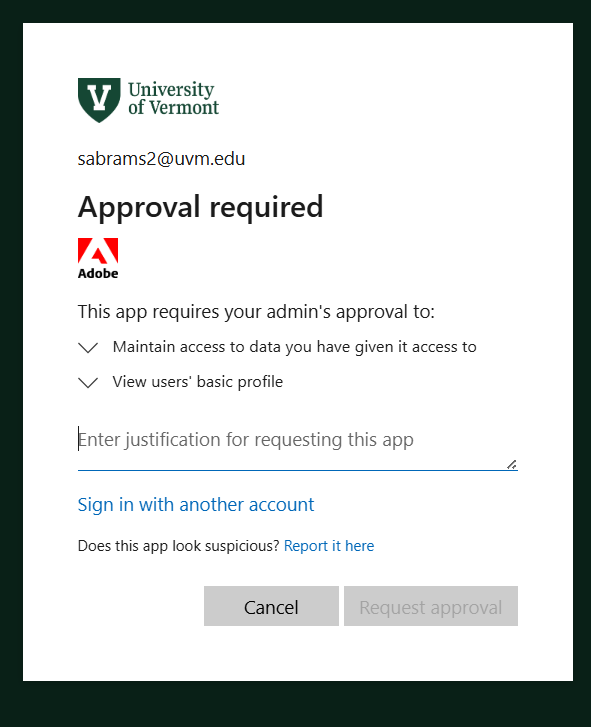 V University
of Vermont
sabrams2@uvm.edu
Approval required
Adobe
This app requires your admin's approval to:
Maintain access to data you have given it access to
View users' basic profile
Enter justification for requesting this app
Sign in with another account
Does this app look suspicious? Report it here
Cancel Request approval